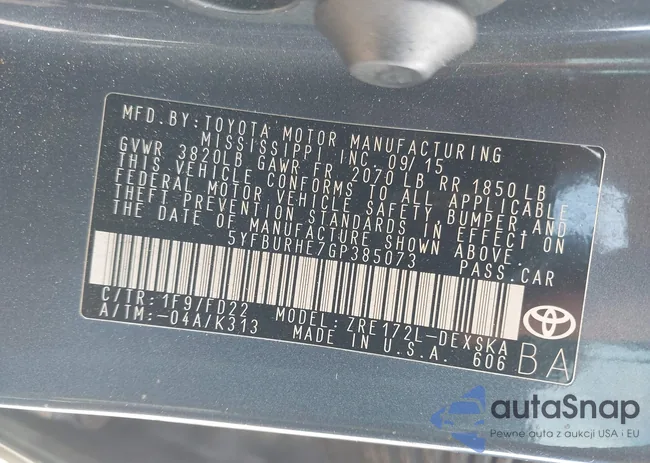 MFD. BY: TOYOTA MOTOR MANUFACTURING
MISSISSIPPI INC. 09/15
GVWR 3820LB GAWR FR 2070 LB RR 1850 LB
THIS VEHICLE CONFORMS TO ALL APPLICABLE
FEDERAL MOTOR VEHICLE SAFETY, BUMPER, AND
THEFT PREVENTION STANDARDS IN EFFECT ON
THE DATE OF MANUFACTURE SHOWN ABOVE.
5YFBURHE7GP385073 PASS.CAR
C/TR: 1F9/FD22 MODEL: ZRE172L-DEXSKA
A/TM:-04A/K313 MADE IN U.S.A. 606
BA
autaSnap
Pewne auta z aukcji USA i EU